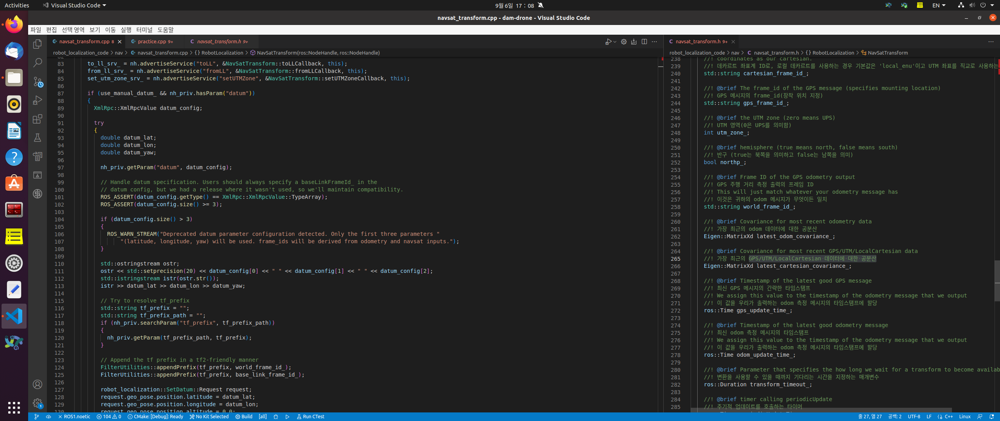 Activities
Visual Studio Code
9월 6일 17 : 08
EN
navsat_transform.cpp - dam-drone - Visual Studio Code
파일 편집 선택 영역 보기 이동 실행 터미널 도움말
navsat_transform.cpp 8
practice.cpp 9+
navsat_transform.h 9+
robot_localization_code > nav > navsat_transform.cpp > {} RobotLocalization > NavSatTransform(ros::NodeHandle, ros::NodeHandle)
83 to_ll_srv_ = nh.advertiseService("toLL", &NavSatTransform::toLLCallback, this);
84 from_ll_srv_ = nh.advertiseService("fromLL", &NavSatTransform::fromLLCallback, this);
85 set_utm_zone_srv_ = nh.advertiseService("setUTMZone", &NavSatTransform::setUTMZoneCallback, this);
86
87 if (use_manual_datum_ && nh_priv.hasParam("datum"))
88 {
89 XmlRpc::XmlRpcValue datum_config;
90
91 try
92 {
93 double datum_lat;
94 double datum_lon;
95 double datum_yaw;
96
97 nh_priv.getParam("datum", datum_config);
98
99 // Handle datum specification. Users should always specify a baseLinkFrameId_ in the
100 // datum config, but we had a release where it wasn't used, so we'll maintain compatibility.
101 ROS_ASSERT(datum_config.getType() == XmlRpc::XmlRpcValue::TypeArray);
102 ROS_ASSERT(datum_config.size() >= 3);
103
104 if (datum_config.size() > 3)
105 {
106 ROS_WARN_STREAM("Deprecated datum parameter configuration detected. Only the first three parameters "
107 "(latitude, longitude, yaw) will be used. frame_ids will be derived from odometry and navsat inputs.");
108 }
109
110 std::ostringstream ostr;
111 ostr << std::setprecision(20) << datum_config[0] << " " << datum_config[1] << " " << datum_config[2];
112 std::istringstream istr(ostr.str());
113 istr >> datum_lat >> datum_lon >> datum_yaw;
114
115 // Try to resolve tf_prefix
116 std::string tf_prefix = "";
117 std::string tf_prefix_path = "";
118 if (nh_priv.searchParam("tf_prefix", tf_prefix_path))
119 {
120 nh_priv.getParam(tf_prefix_path, tf_prefix);
121 }
122
123 // Append the tf prefix in a tf2-friendly manner
124 FilterUtilities::appendPrefix(tf_prefix, world_frame_id_);
125 FilterUtilities::appendPrefix(tf_prefix, base_link_frame_id_);
126
127 robot_localization::SetDatum::Request request;
128 request.geo_pose.position.latitude = datum_lat;
129 request.geo_pose.position.longitude = datum_lon;
130 request.geo_pose.position.altitude = 0.0;
navsat_transform.h 9+
robot_localization_code > nav > navsat_transform.h > {} RobotLocalization > NavSatTransform
238 //! coordinates as our cartesian.
239 //! 데카르트 좌표계 ID로, 로컬 데카르트를 사용하는 경우 기본값은 'local_enu'이고 UTM 좌표를 직교로 사용하는
240 std::string cartesian_frame_id_;
241
242 //! @brief The frame_id of the GPS message (specifies mounting location)
243 //! GPS 메시지의 frame_id(장착 위치 지정)
244 std::string gps_frame_id_;
245
246 //! @brief the UTM zone (zero means UPS)
247 //! UTM 영역(0은 UPS를 의미함)
248 int utm_zone_;
249
250 //! @brief hemisphere (true means north, false means south)
251 //! 반구 (true는 북쪽을 의미하고 false는 남쪽을 의미)
252 bool northp_;
253
254 //! @brief Frame ID of the GPS odometry output
255 //! GPS 주행 거리 측정 출력의 프레임 ID
256 //! This will just match whatever your odometry message has
257 //! 이것은 귀하의 odom 메시지가 무엇이든 일치
258 std::string world_frame_id_;
259
260 //! @brief Covariance for most recent odometry data
261 //! 가장 최근의 odom 데이터에 대한 공분산
262 Eigen::MatrixXd latest_odom_covariance_;
263
264 //! @brief Covariance for most recent GPS/UTM/LocalCartesian data
265 //! 가장 최근의 GPS/UTM/LocalCartesian 데이터에 대한 공분산
266 Eigen::MatrixXd latest_cartesian_covariance_;
267
268 //! @brief Timestamp of the latest good GPS message
269 //! 최신 GPS 메시지의 간략한 타임스탬프
270 //! We assign this value to the timestamp of the odometry message that we output
271 //! 이 값을 우리가 출력하는 odom 측정 메시지의 타임스탬프에 할당
272 ros::Time gps_update_time_;
273
274 //! @brief Timestamp of the latest good odometry message
275 //! 최신 odom 측정 메시지의 타임스탬프
276 //! We assign this value to the timestamp of the odometry message that we output
277 //! 이 값을 우리가 출력하는 odom 측정 메시지의 타임스탬프에 할당
278 ros::Time odom_update_time_;
279
280 //! @brief Parameter that specifies the how long we wait for a transform to become availab
281 //! 변환을 사용할 수 있을 때까지 기다리는 시간을 지정하는 매개변수
282 ros::Duration transform_timeout_;
283
284 //! @brief timer calling periodicUpdate
285 //! 주기적 업데이트를 호출하는 타이머
ROS1.noetic 104 0 CMake: [Debug]: Ready No Kit Selected Build [all] Run CTest
줄 27, 열 27 공백: 2 UTF-8 LF C++ Linux